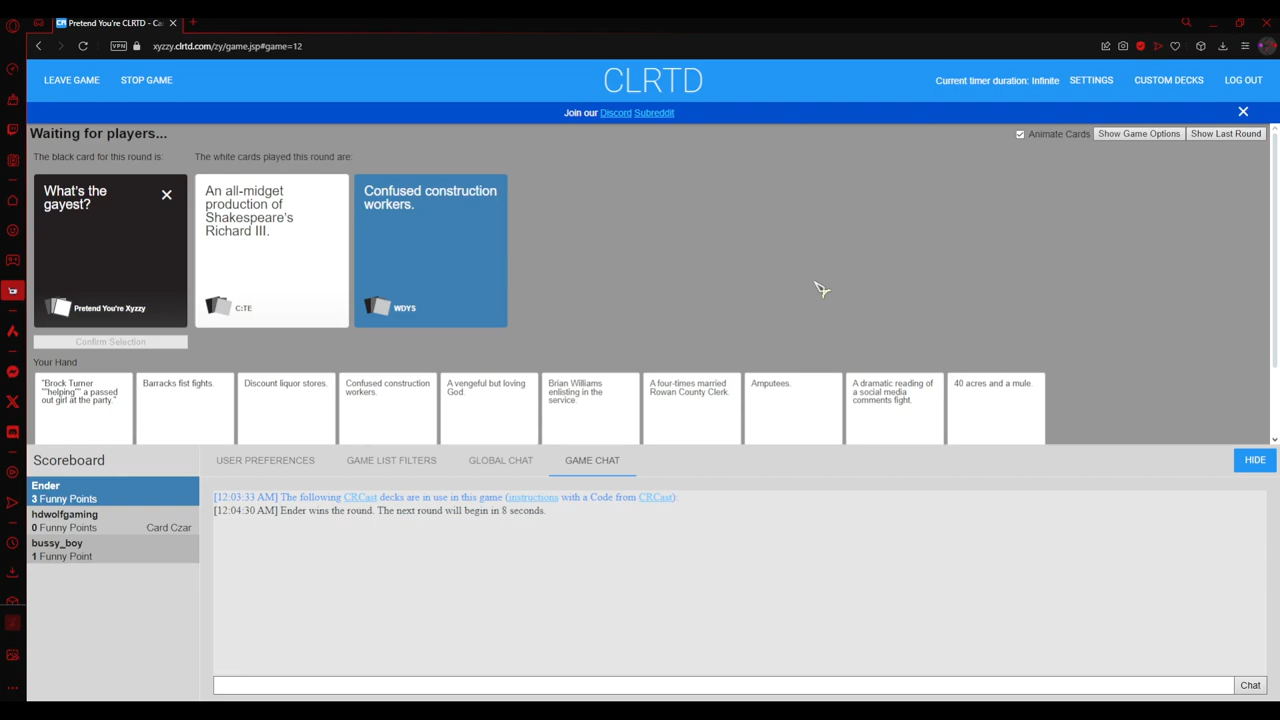 Pretend You're CLRTD - Ca
VPN
xyzzy.clrtd.com/zy/game.jsp#game=12
LEAVE GAME
STOP GAME
CLRTD
Current timer duration: Infinite
SETTINGS
CUSTOM DECKS
LOG OUT
Join our Discord Subreddit
Waiting for players...
Animate Cards
Show Game Options
Show Last Round
The black card for this round is:
The white cards played this round are:
What's the
gayest?
Pretend You're Xyzzy
An all-midget
production of
Shakespeare's
Richard III.
C:TE
Confused construction
workers.
WDYS
Confirm Selection
Your Hand
"Brock Turner
""helping"" a passed
out girl at the party."
Barracks fist fights.
Discount liquor stores.
Confused construction
workers.
A vengeful but loving
God.
Brian Williams
enlisting in the
service.
A four-times married
Rowan County Clerk.
Amputees.
A dramatic reading of
a social media
comments fight.
40 acres and a mule.
Scoreboard
Ender
3 Funny Points
hdwolfgaming
0 Funny Points
Card Czar
bussy_boy
1 Funny Point
USER PREFERENCES
GAME LIST FILTERS
GLOBAL CHAT
GAME CHAT
HIDE
[12:03:33 AM] The following CRCast decks are in use in this game (instructions with a Code from CRCast):
[12:04:30 AM] Ender wins the round. The next round will begin in 8 seconds.
Chat